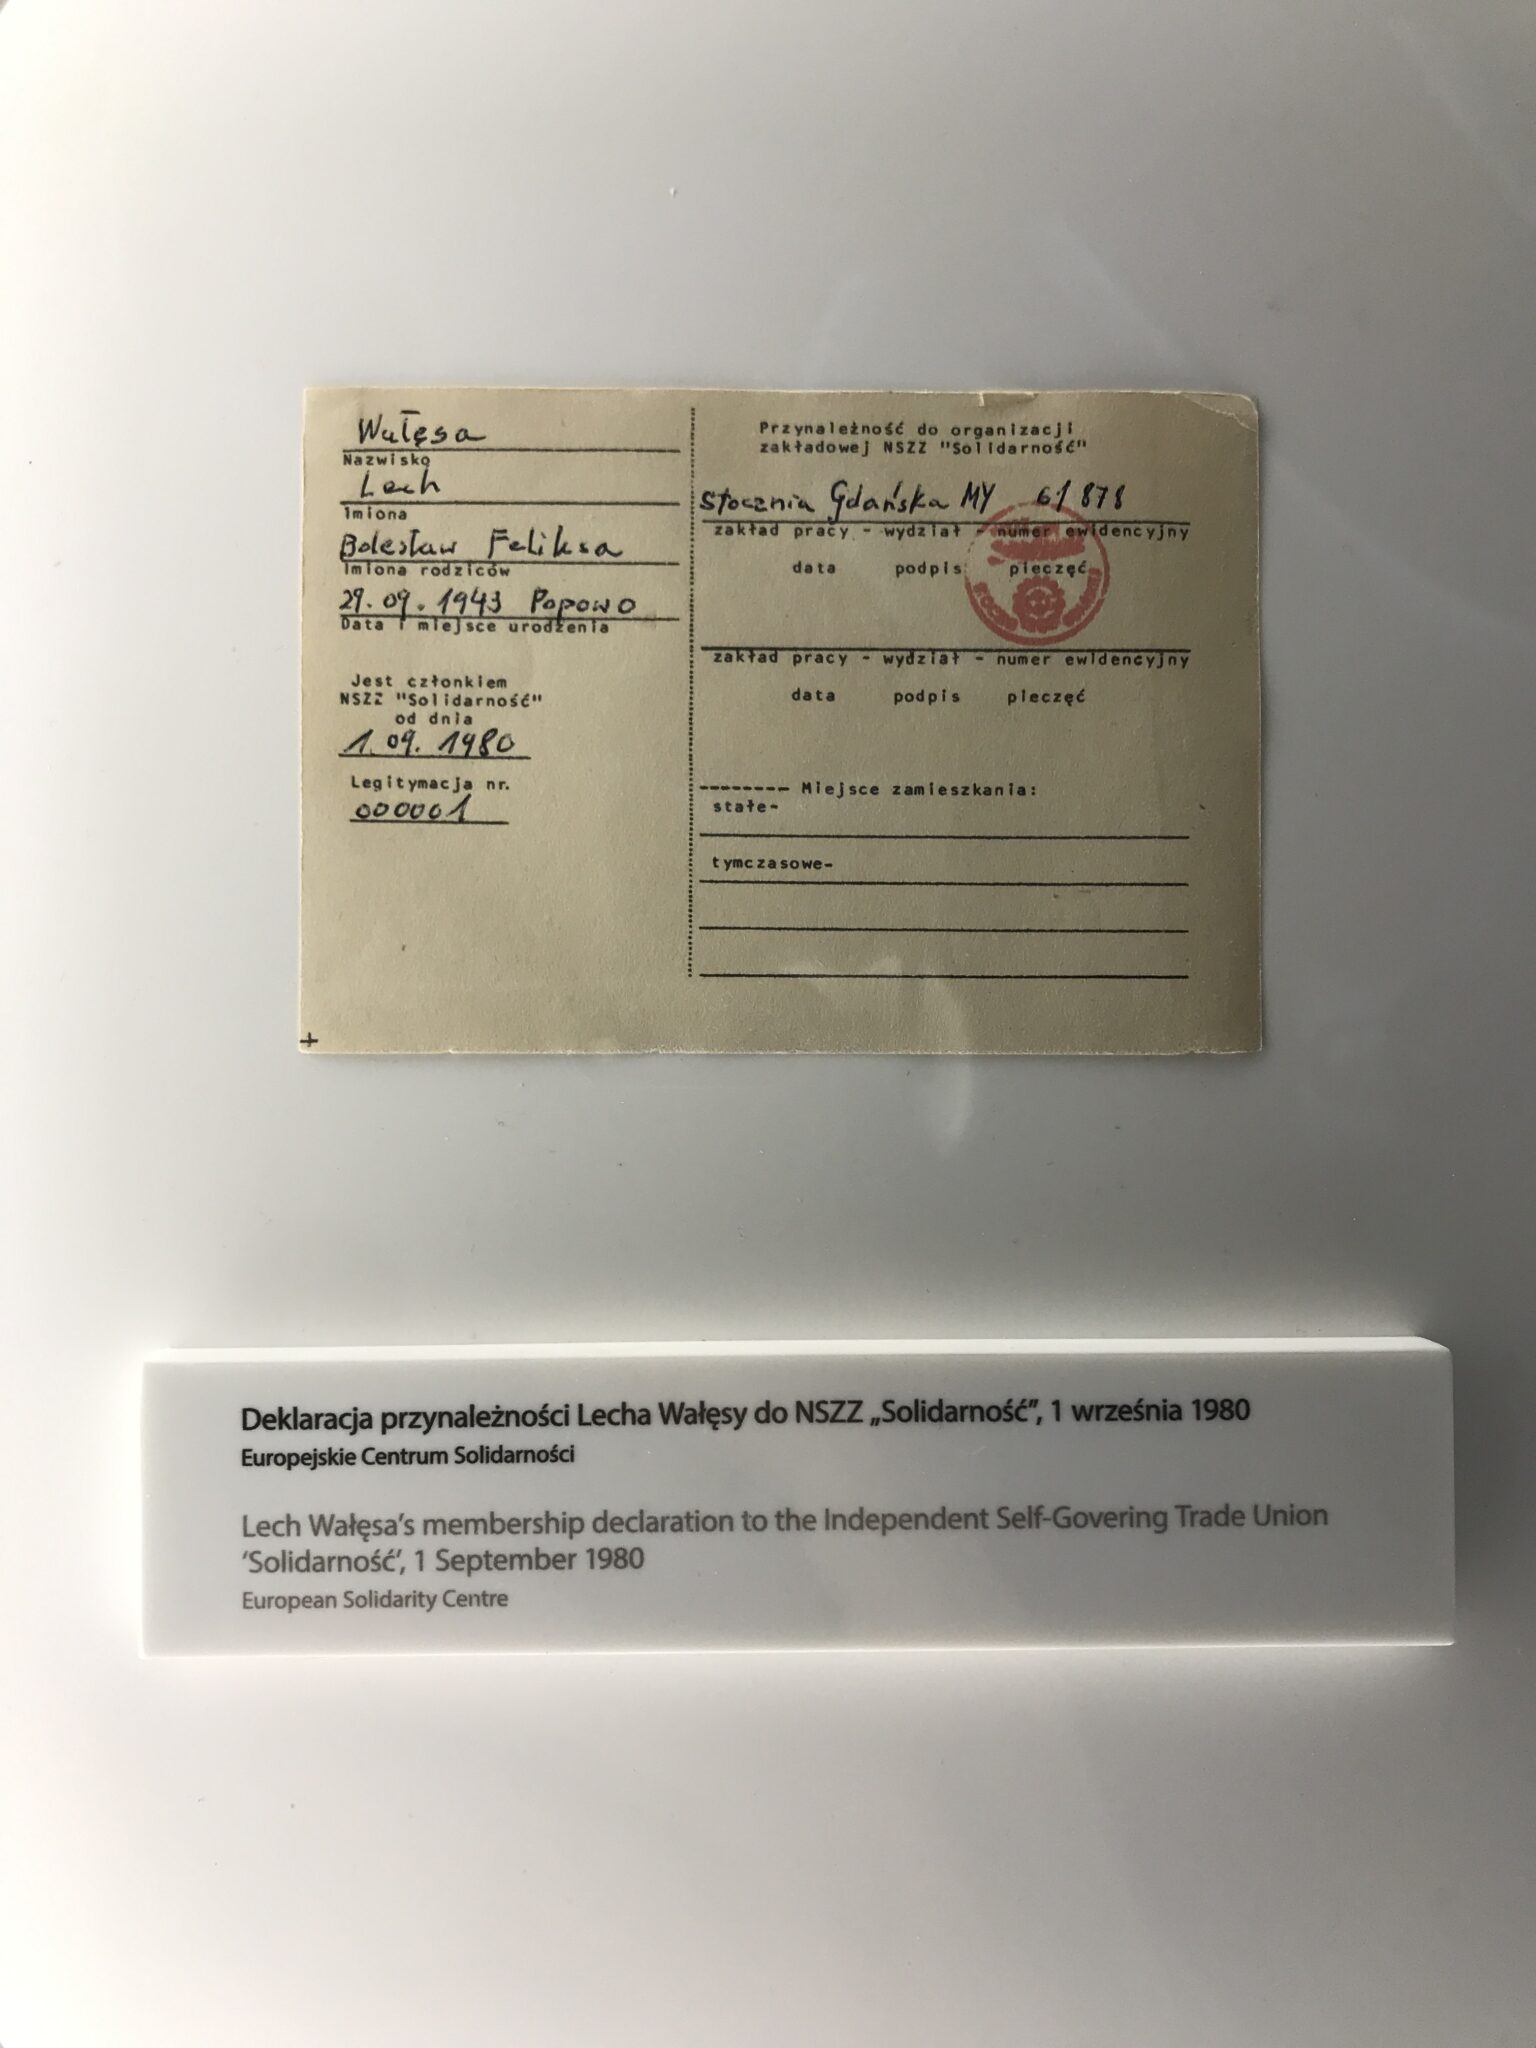 Wałęsa
Nazwisko
Lech
Imiona
Bolesław Feliksa
Imiona rodziców
29.09.1943 Popowo
Data i miejsce urodzenia
Jest członkiem
NSZZ "Solidarność"
od dnia
1.09.1980
Legitymacja nr.
000001
Przynależność do organizacji
zakładowej NSZZ "Solidarność"
Stocznia Gdańska MY 61878
zakład pracy - wydział - numer ewidencyjny
data podpis pieczęć
zakład pracy - wydział - numer ewidencyjny
data podpis pieczęć
-------- Miejsce zamieszkania:
stałe-
tymczasowe-
Deklaracja przynależności Lecha Wałęsy do NSZZ „Solidarność”, 1 września 1980
Europejskie Centrum Solidarności
Lech Wałęsa’s membership declaration to the Independent Self-Govering Trade Union
‘Solidarność’, 1 September 1980
European Solidarity Centre